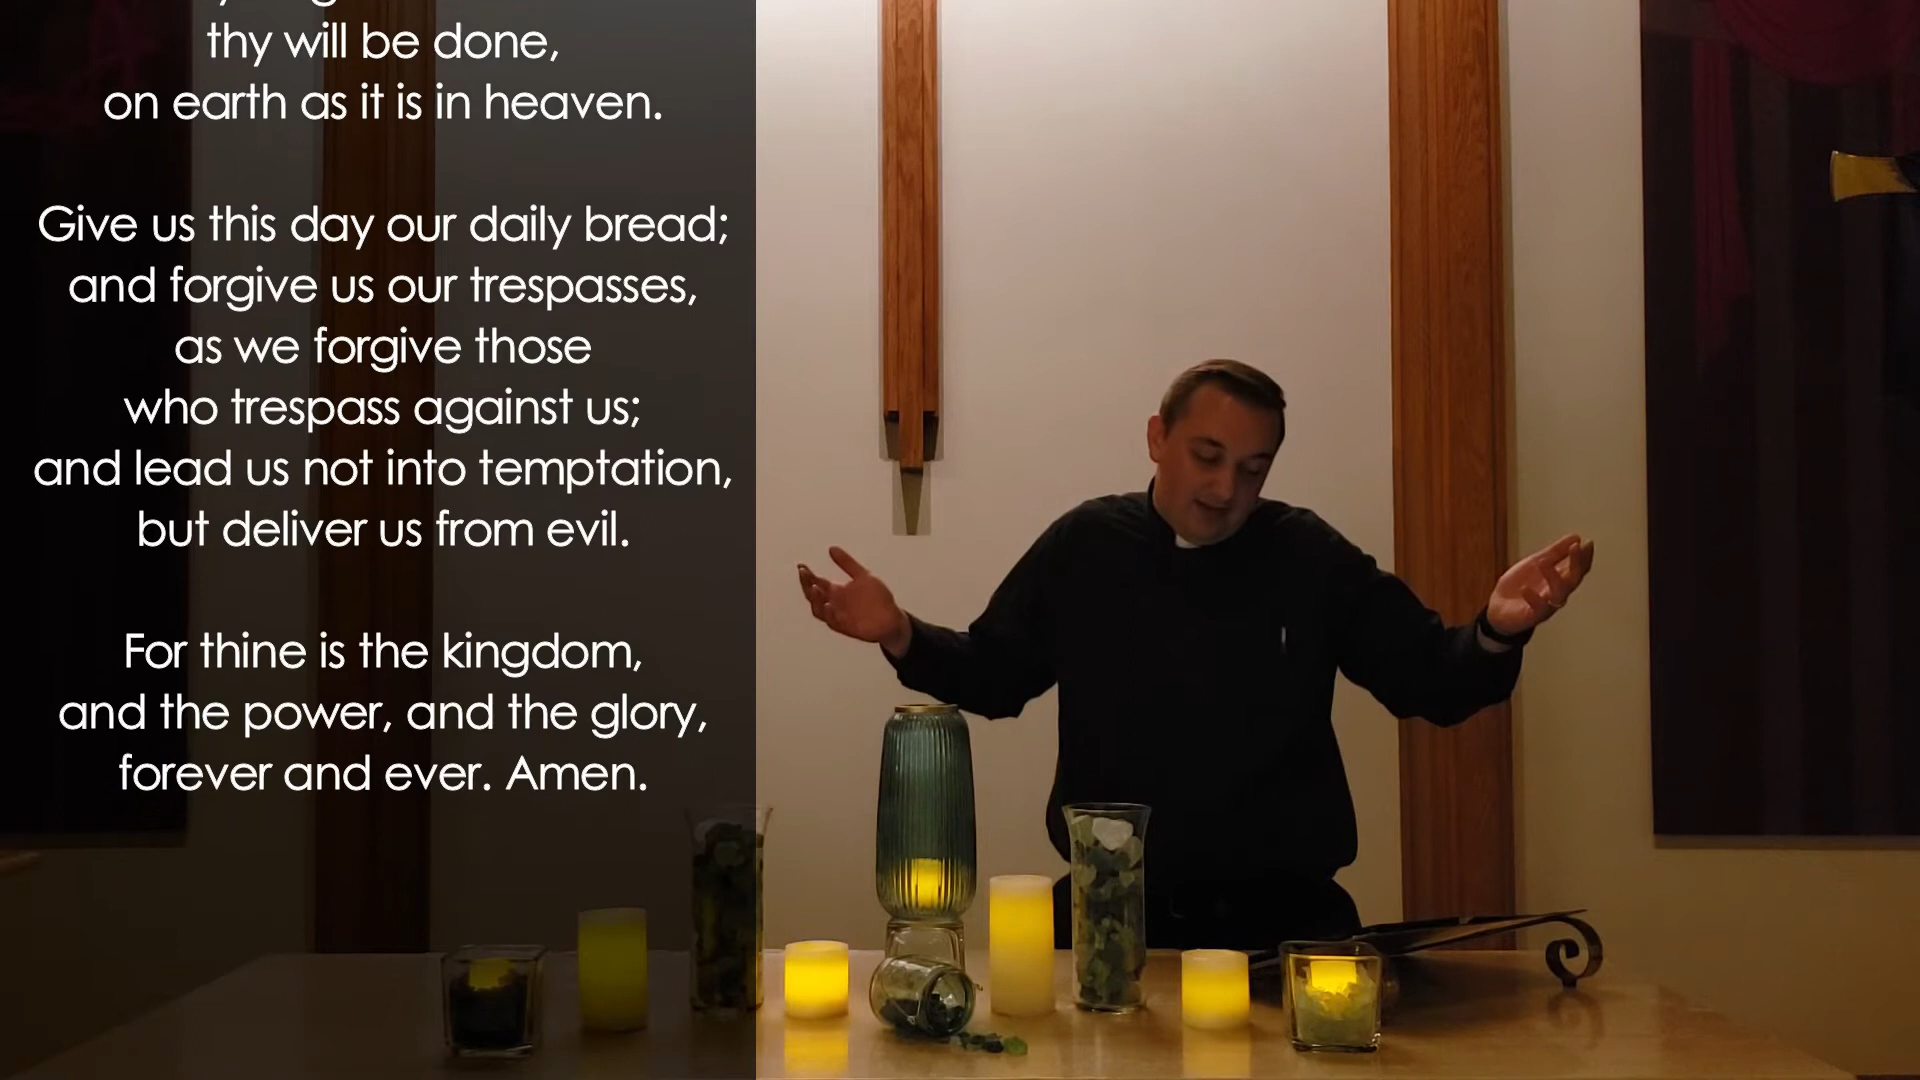 thy will be done,
on earth as it is in heaven.
Give us this day our daily bread;
and forgive us our trespasses,
as we forgive those
who trespass against us;
and lead us not into temptation,
but deliver us from evil.
For thine is the kingdom,
and the power, and the glory,
forever and ever. Amen.